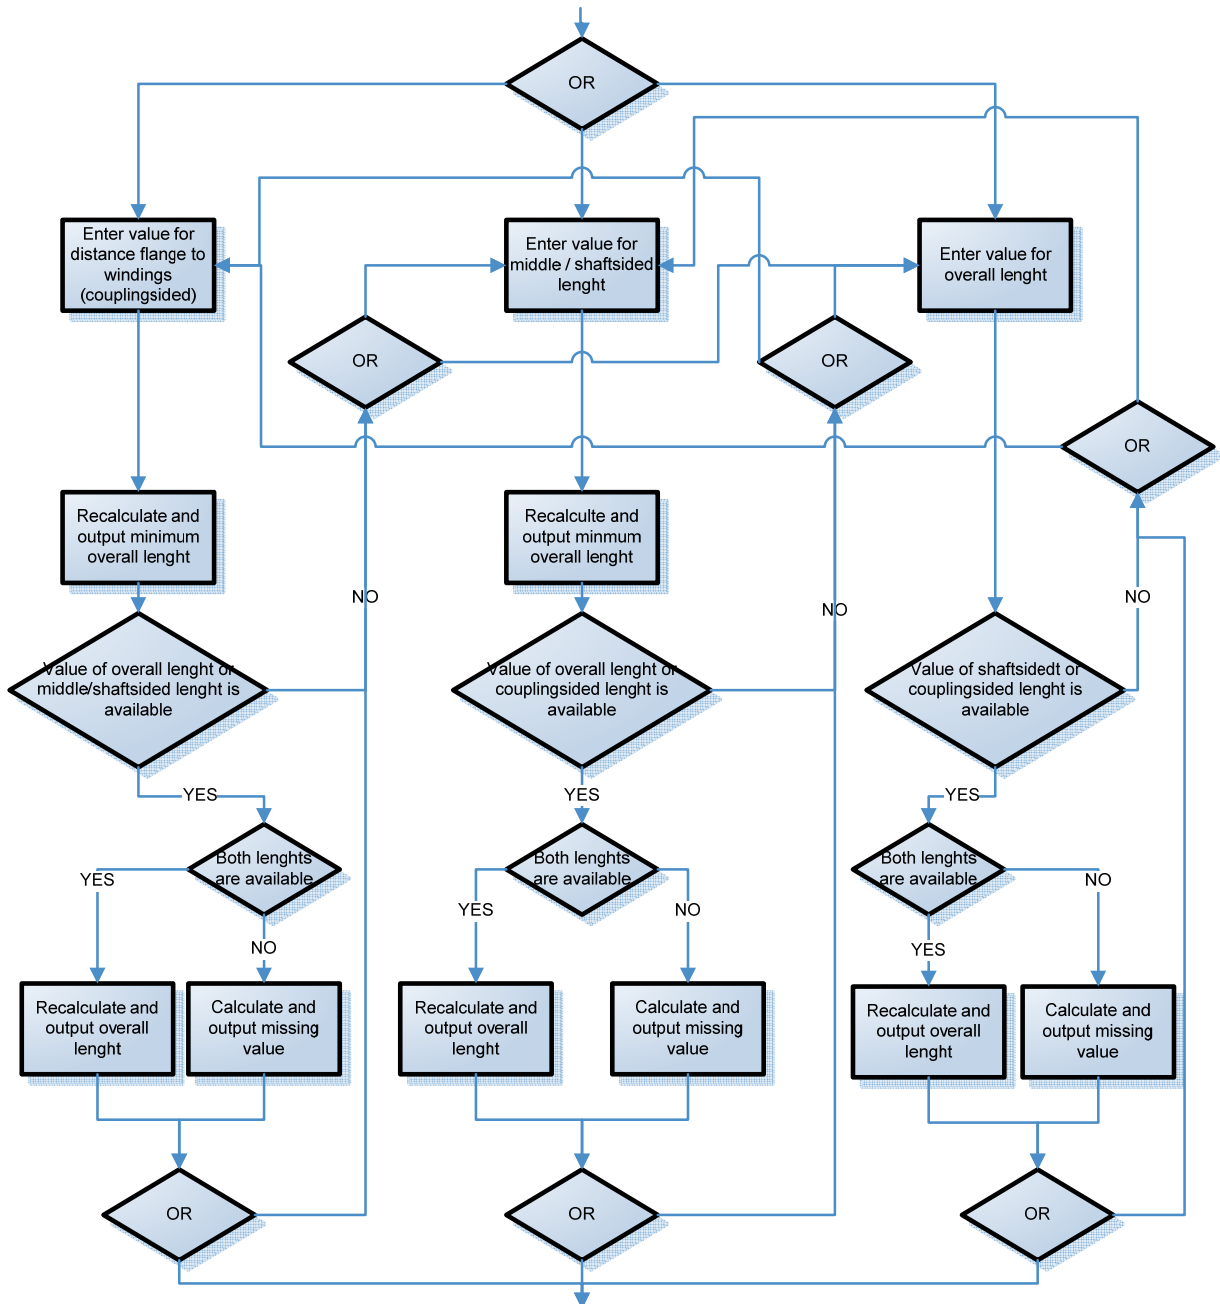 OR
Enter value for
distance flange to
windings
(couplingsided)
Enter value for
middle / shaftsided
lenght
Enter value for
overall lenght
OR
OR
OR
Recalculate and
output minimum
overall lenght
Recalculte and
output minmum
overall lenght
NO
NO
NO
Value of overall lenght or
middle/shaftsided lenght is
available
Value of overall lenght or
couplingsided lenght is
available
Value of shaftsidedt or
couplingsided lenght is
available
YES
YES
YES
Both lenghts
are available
Both lenghts
are available
Both lenghts
are available
YES
NO
YES
NO
YES
NO
Recalculate and
output overall
lenght
Calculate and
output missing
value
Recalculate and
output overall
lenght
Calculate and
output missing
value
Recalculate and
output overall
lenght
Calculate and
output missing
value
OR
OR
OR